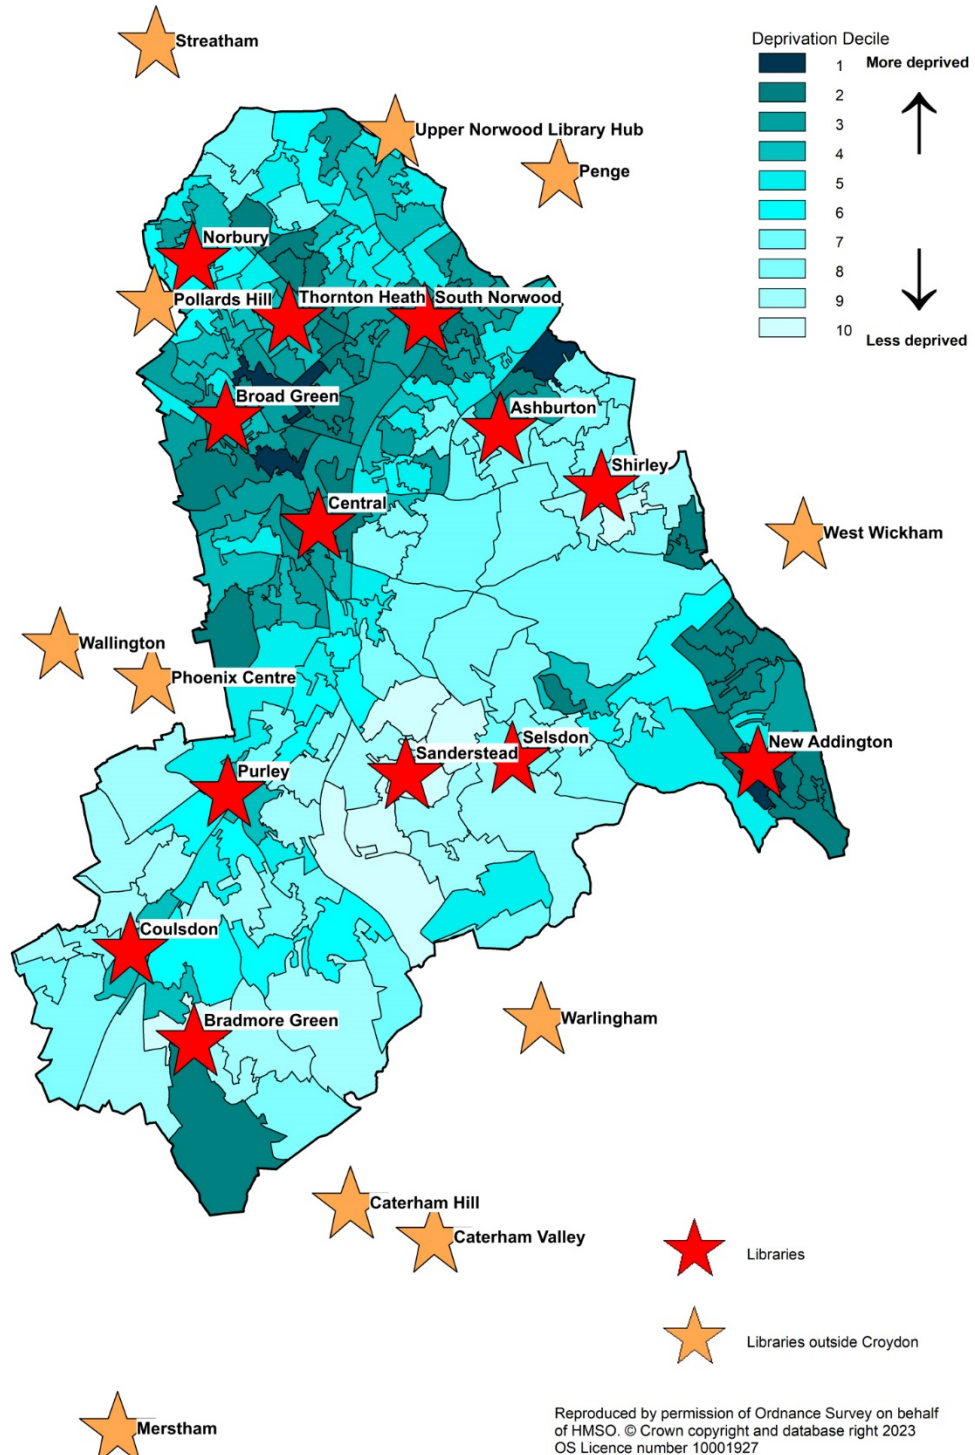 Streatham
Deprivation Decile
1 More deprived
2
3
4
5
6
7
8
9
10 Less deprived
Upper Norwood Library Hub
Penge
Norbury
Pollards Hill
Thornton Heath
South Norwood
Broad Green
Ashburton
Shirley
Central
West Wickham
Wallington
Phoenix Centre
Selsdon
New Addington
Sanderstead
Purley
Coulsdon
Bradmore Green
Warlingham
Caterham Hill
Caterham Valley
Libraries
Libraries outside Croydon
Merstham
Reproduced by permission of Ordnance Survey on behalf
of HMSO. © Crown copyright and database right 2023
OS Licence number 10001927